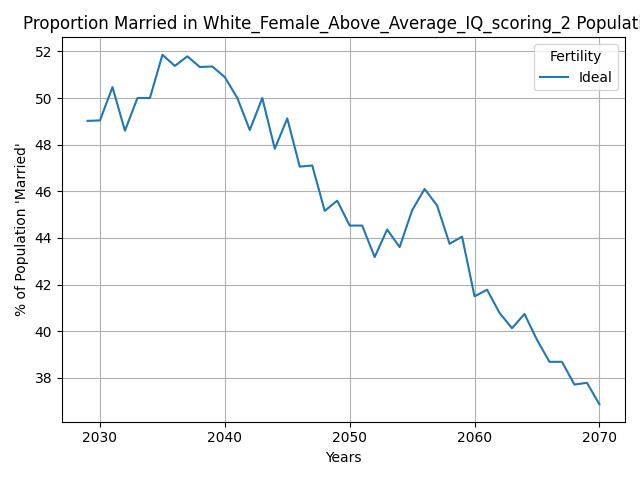 Proportion Married in White_Female_Above_Average_IQ_scoring_2 Populati
Fertility
Ideal
% of Population 'Married'
52
50
48
46
44
42
40
38
2030
2040
2050
2060
2070
Years